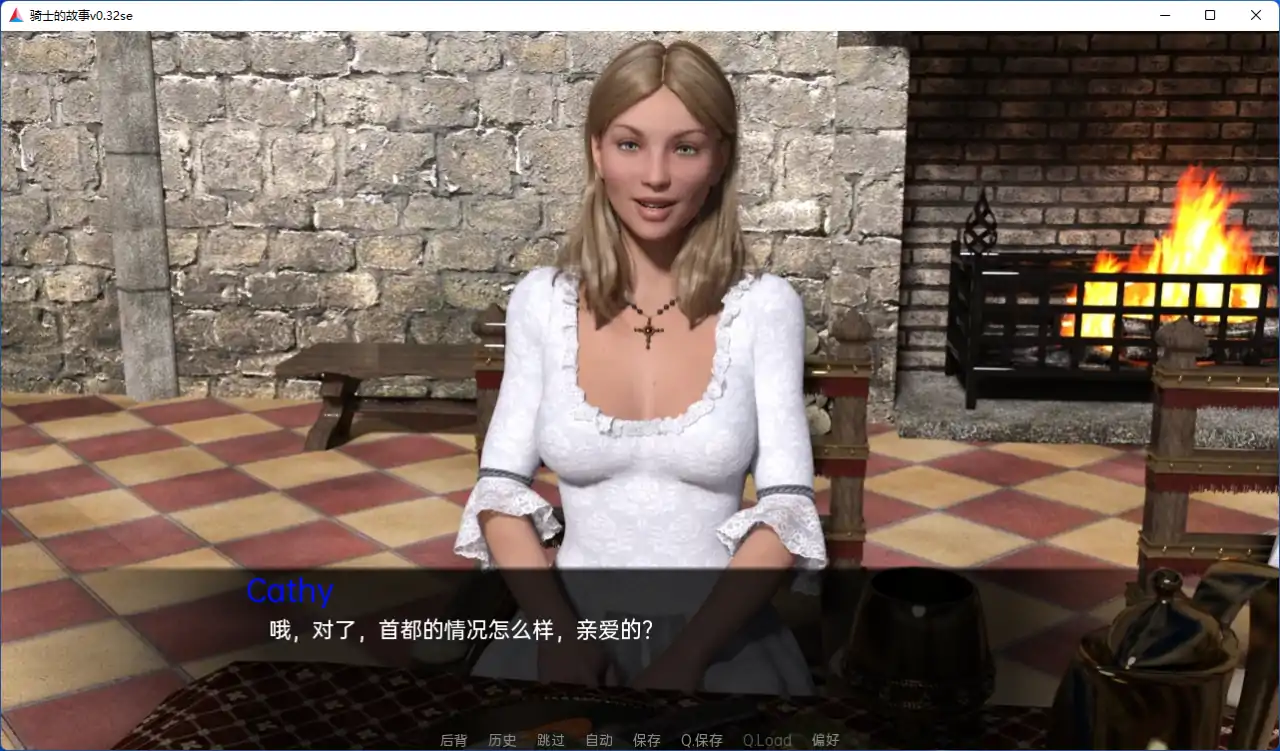 骑士的故事v0.32se
Cathy
哦，对了，首都的情况怎么样，亲爱的？
后背 历史 跳过 自动 保存 Q.保存 Q.Load 偏好